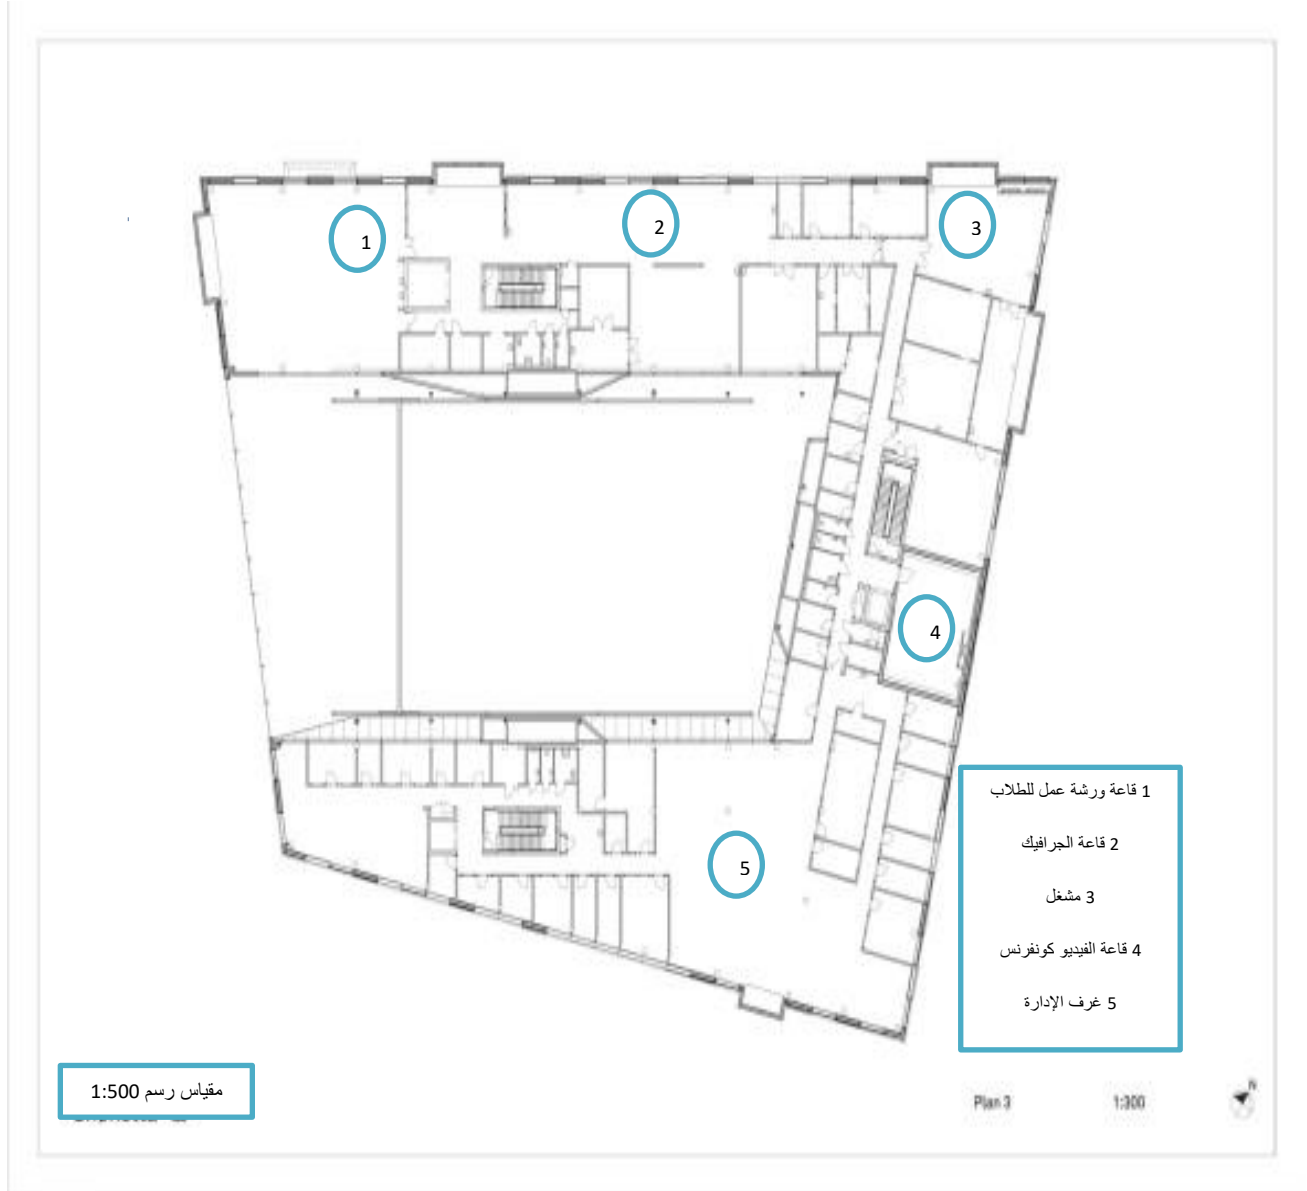 1
2
3
4
5
1 قاعة ورشة عمل للطلاب
2 قاعة الجرافيك
3 مشغل
4 قاعة الفيديو كونفرنس
5 غرف الإدارة
مقياس رسم 1:500
Plan 3
1:300
N